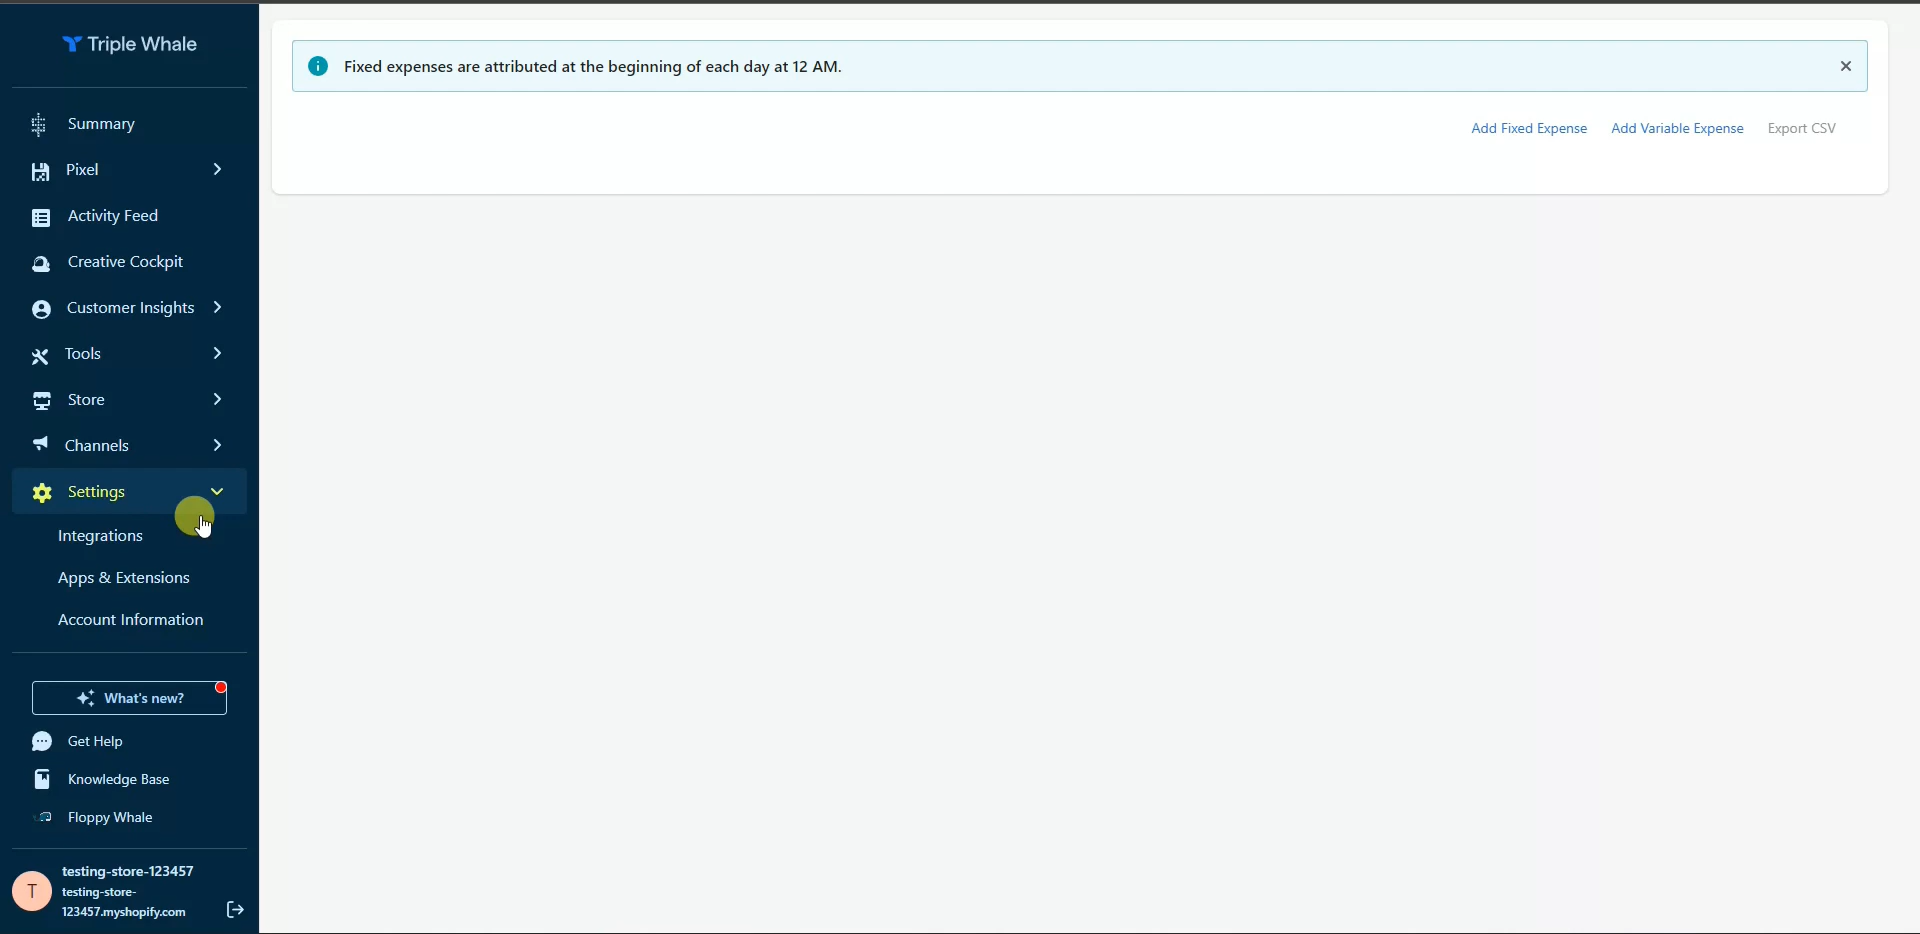 Triple Whale
Summary
Pixel
Activity Feed
Creative Cockpit
Customer Insights
Tools
Store
Channels
Settings
Integrations
Apps & Extensions
Account Information
What's new?
Get Help
Knowledge Base
Floppy Whale
T
testing-store-123457
testing-store-
123457.myshopify.com
Fixed expenses are attributed at the beginning of each day at 12 AM.
Add Fixed Expense Add Variable Expense Export CSV